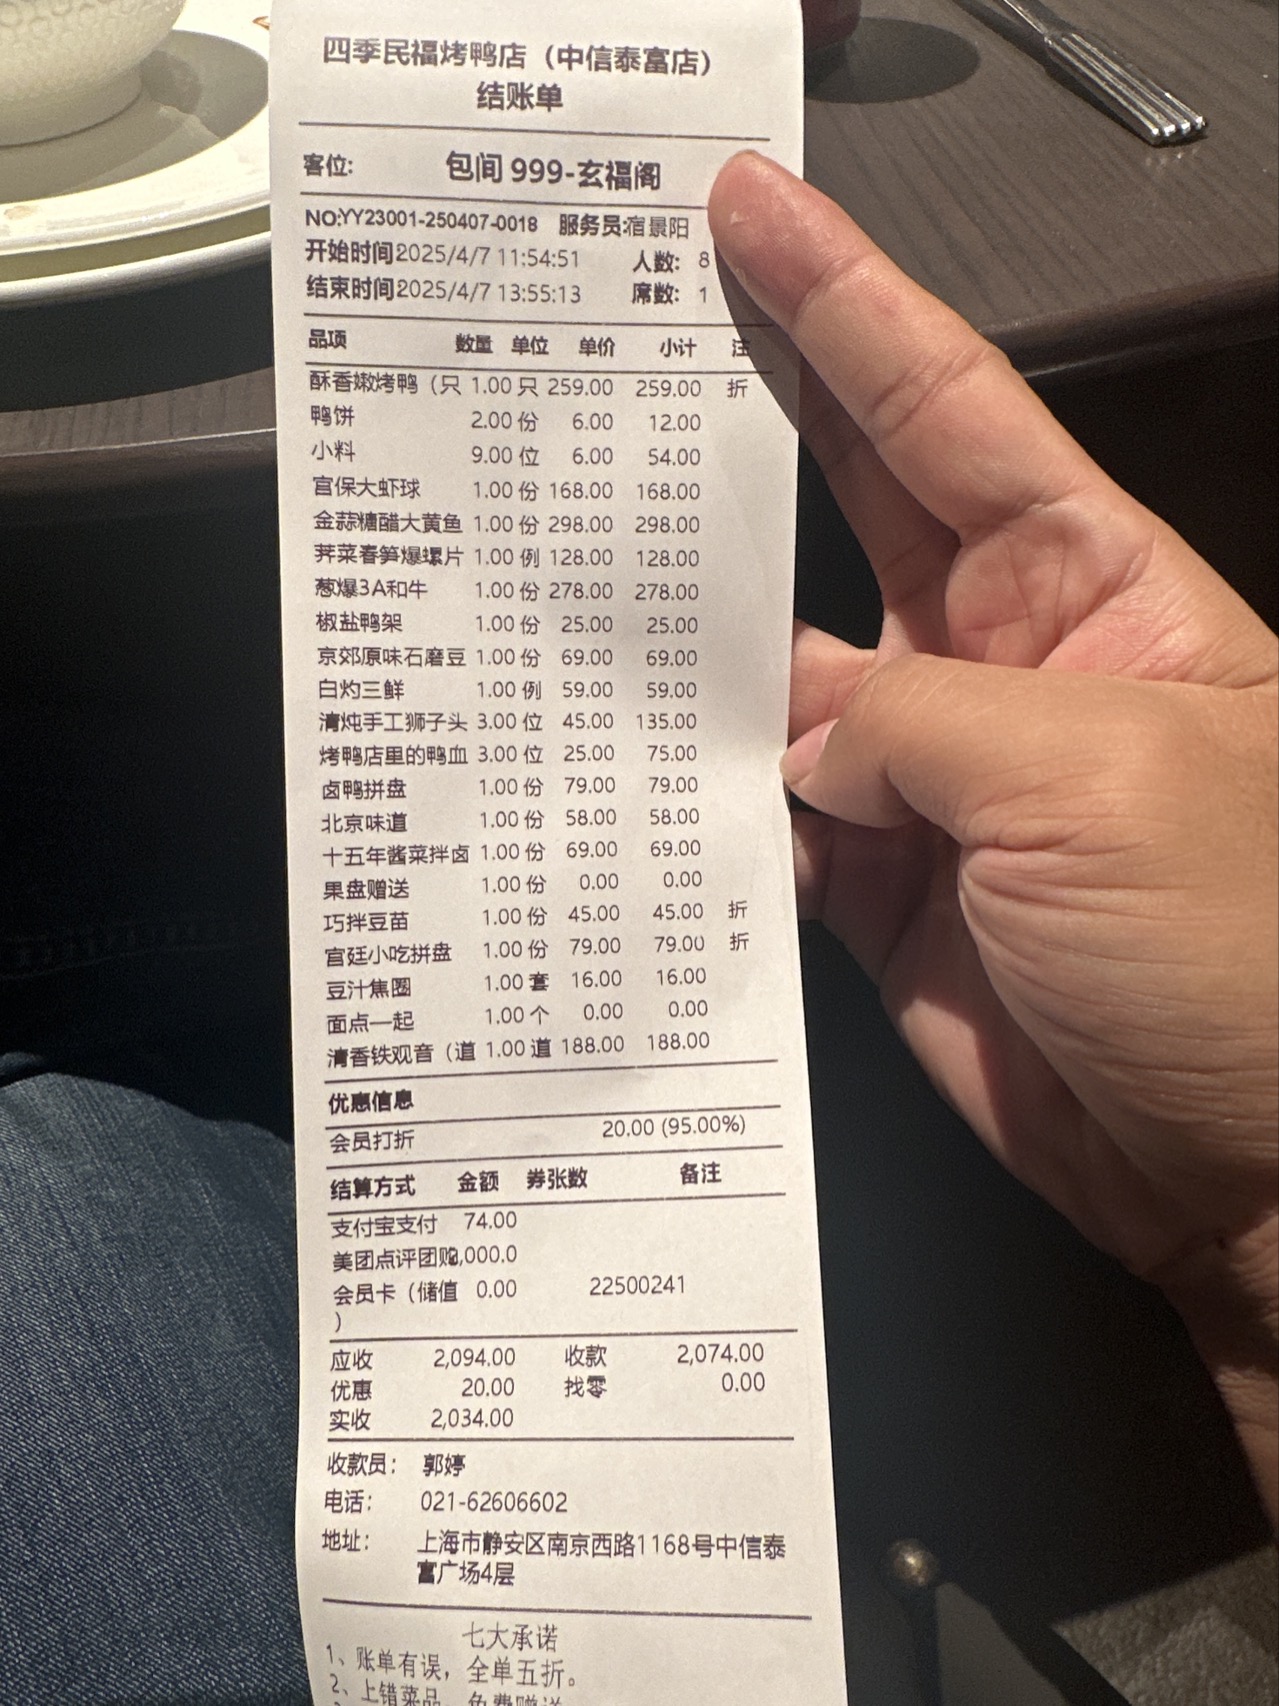 四季民福烤鸭店（中信泰富店）
结账单
客位: 包间 999-玄福阁
NO:YY23001-250407-0018 服务员:宿景阳
开始时间2025/4/7 11:54:51 人数: 8
结束时间2025/4/7 13:55:13 席数: 1
品项 数量 单位 单价 小计 注
酥香嫩烤鸭（只 1.00 只 259.00 259.00 折
鸭饼 2.00 份 6.00 12.00
小料 9.00 位 6.00 54.00
宫保大虾球 1.00 份 168.00 168.00
金蒜糖醋大黄鱼 1.00 份 298.00 298.00
荠菜春笋爆螺片 1.00 例 128.00 128.00
葱爆3A和牛 1.00 份 278.00 278.00
椒盐鸭架 1.00 份 25.00 25.00
京郊原味石磨豆 1.00 份 69.00 69.00
白灼三鲜 1.00 例 59.00 59.00
清炖手工狮子头 3.00 位 45.00 135.00
烤鸭店里的鸭血 3.00 位 25.00 75.00
卤鸭拼盘 1.00 份 79.00 79.00
北京味道 1.00 份 58.00 58.00
十五年酱菜拌卤 1.00 份 69.00 69.00
果盘赠送 1.00 份 0.00 0.00
巧拌豆苗 1.00 份 45.00 45.00 折
宫廷小吃拼盘 1.00 份 79.00 79.00 折
豆汁焦圈 1.00 套 16.00 16.00
面点一起 1.00 个 0.00 0.00
清香铁观音（道 1.00 道 188.00 188.00
优惠信息
会员打折 20.00 (95.00%)
结算方式 金额 券张数 备注
支付宝支付 74.00
美团点评团购,000.0
会员卡（储值 0.00 22500241
）
应收 2,094.00 收款 2,074.00
优惠 20.00 找零 0.00
实收 2,034.00
收款员: 郭婷
电话: 021-62606602
地址: 上海市静安区南京西路1168号中信泰
富广场4层
七大承诺
1、账单有误，全单五折。
2、上错菜品，免费赠送